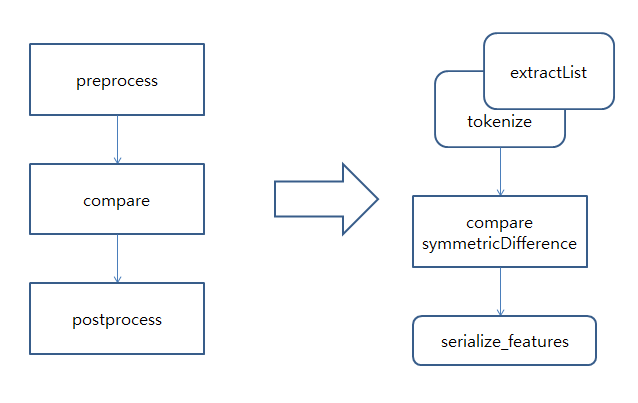 preprocess
compare
postprocess
extractList
tokenize
compare
symmetricDifference
serialize_features